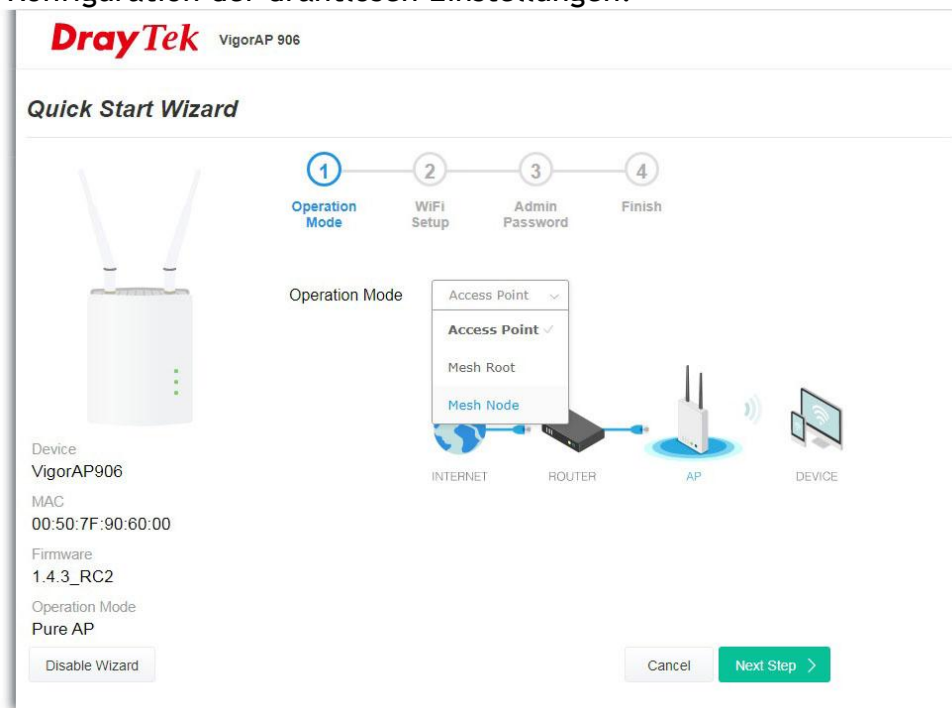 Konfiguration der drahtlosen Einstellungen.
DrayTek VigorAP 906
Quick Start Wizard
1 2 3 4
Operation Mode WiFi Setup Admin Password Finish
Operation Mode Access Point
Access Point
Mesh Root
Mesh Node
INTERNET ROUTER AP DEVICE
Device
VigorAP906
MAC
00:50:7F:90:60:00
Firmware
1.4.3_RC2
Operation Mode
Pure AP
Disable Wizard Cancel Next Step